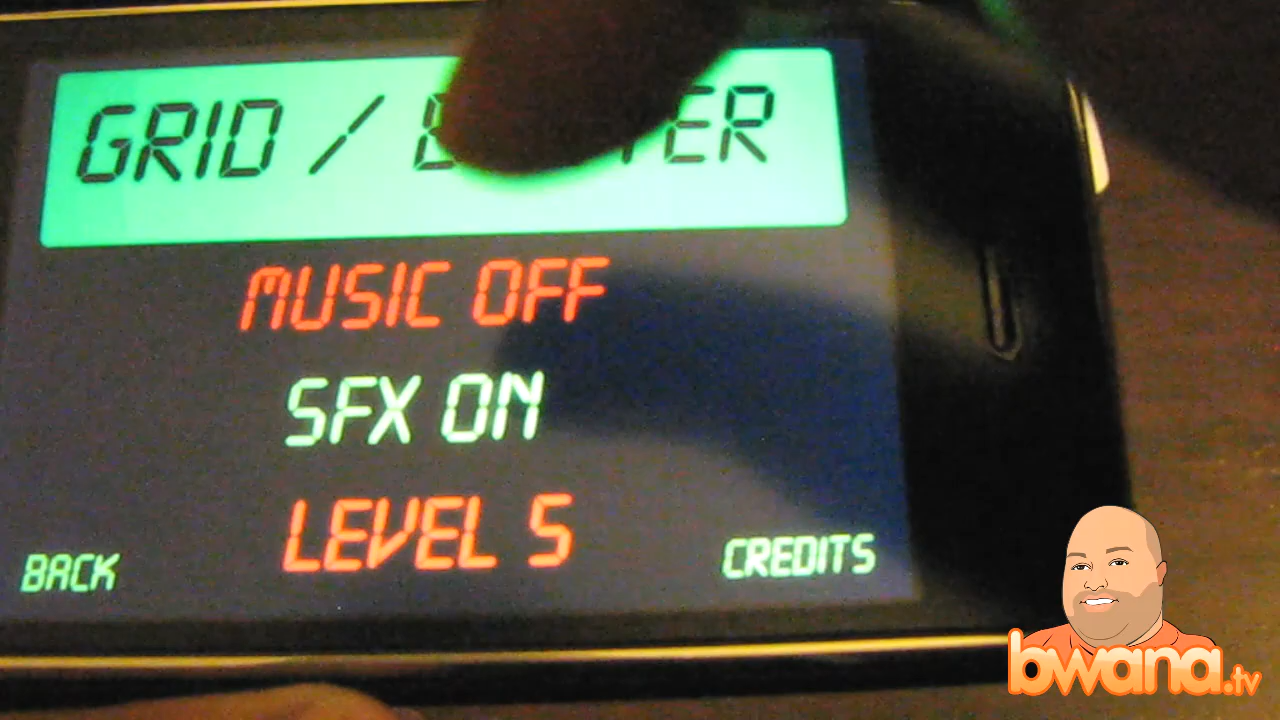 GRID /
MUSIC OFF
SFX ON
LEVEL 5
BACK
CREDITS
bwana.tv